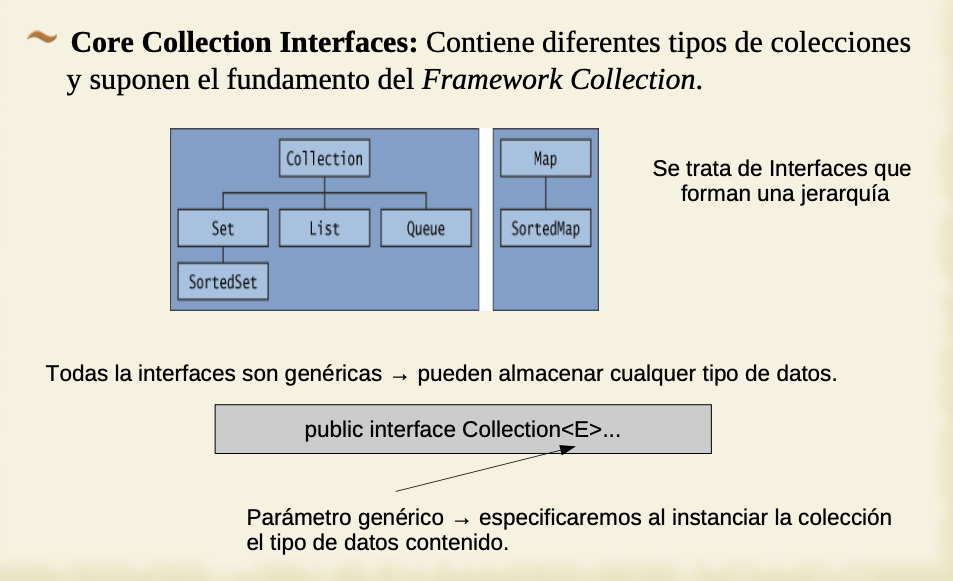 Core Collection Interfaces: Contiene diferentes tipos de colecciones
y suponen el fundamento del Framework Collection.
Collection
Set
List
Queue
SortedSet
Map
SortedMap
Se trata de Interfaces que
forman una jerarquía
Todas la interfaces son genéricas → pueden almacenar cualquer tipo de datos.
public interface Collection<E>...
Parámetro genérico → especificaremos al instanciar la colección
el tipo de datos contenido.